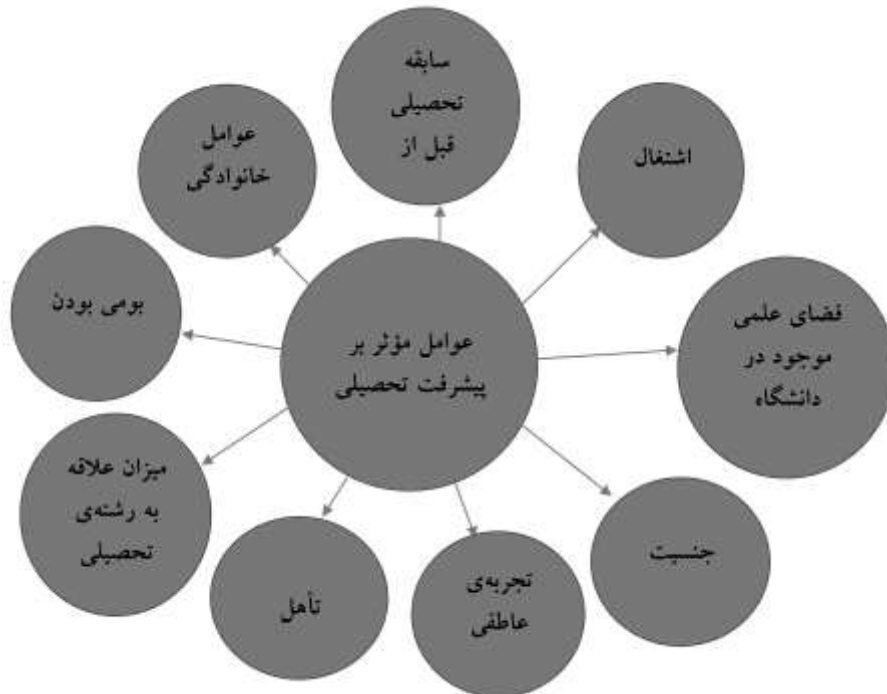 سابقه
تحصیلی
قبل از
اشتغال
فضای علمی
موجود در
دانشگاه
جنسیت
تجربه‌ی
عاطفی
تأهل
میزان علاقه
به رشته‌ی
تحصیلی
بومی بودن
عوامل
خانوادگی
عوامل مؤثر بر
پیشرفت تحصیلی